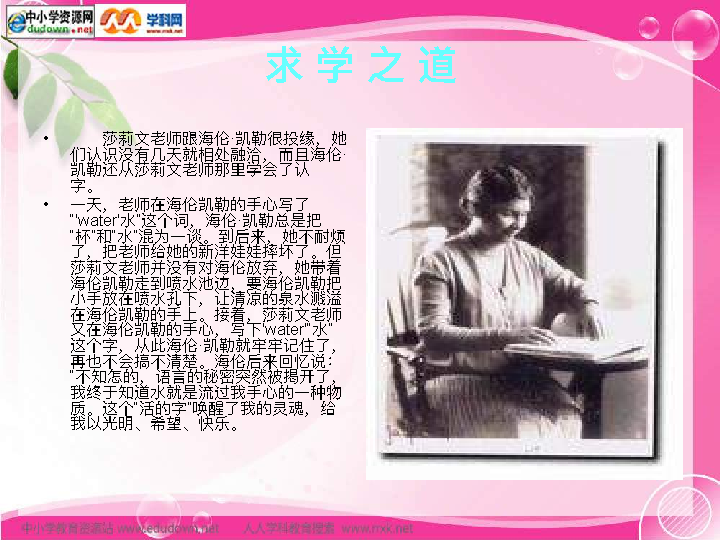 中小学资源网
edudown.net
学科网
www.nxk.net
求学之道
• 莎莉文老师跟海伦·凯勒很投缘，她
们认识没有几天就相处融洽，而且海伦·
凯勒还从莎莉文老师那里学会了认
字。
• 一天，老师在海伦凯勒的手心写了
“'water'水”这个词，海伦·凯勒总是把
“杯”和“水”混为一谈。到后来，她不耐烦
了，把老师给她的新洋娃娃摔坏了。但
莎莉文老师并没有对海伦放弃，她带着
海伦凯勒走到喷水池边，要海伦凯勒把
小手放在喷水孔下，让清凉的泉水溅溢
在海伦凯勒的手上。接着，莎莉文老师
又在海伦凯勒的手心，写下“water”“水”
这个字，从此海伦·凯勒就牢牢记住了，
再也不会搞不清楚。海伦后来回忆说：
“不知怎的，语言的秘密突然被揭开了，
我终于知道水就是流过我手心的一种物
质。这个“活的字”唤醒了我的灵魂，给
我以光明、希望、快乐。
中小学教育资源站 www.edudown.net 人人学科教育搜索 www.rrxk.net